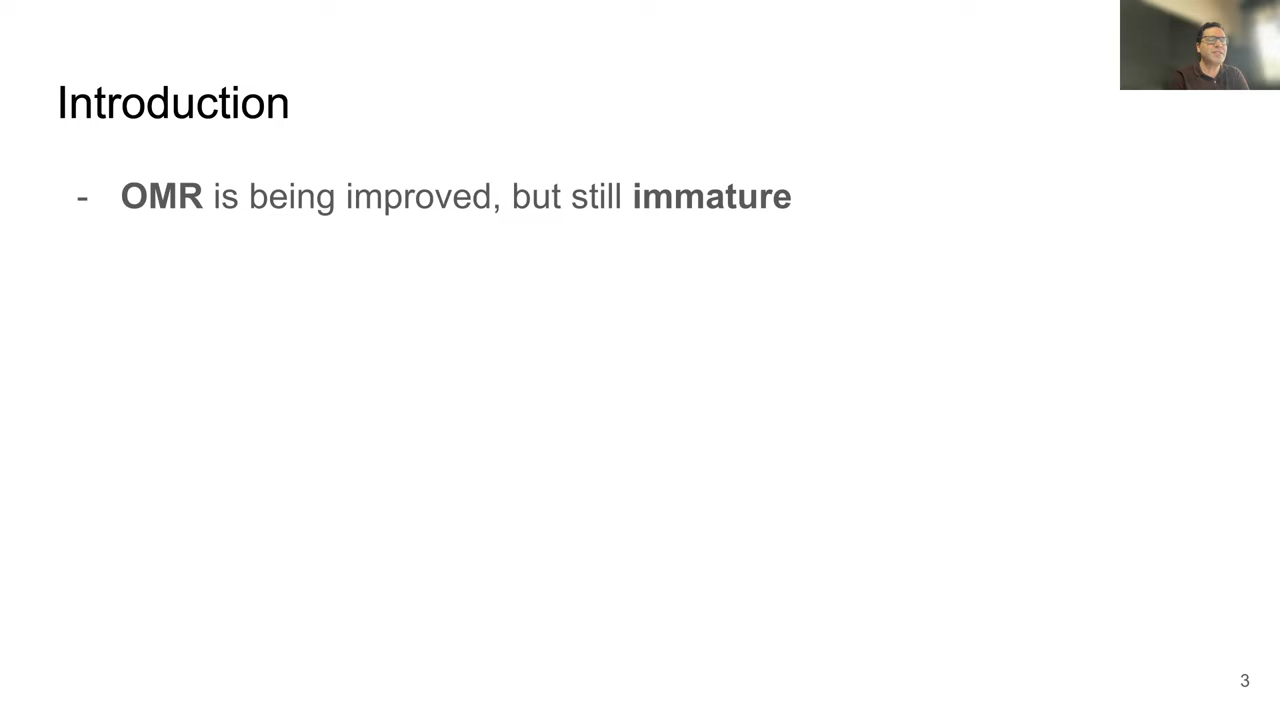 Introduction
- OMR is being improved, but still immature
3